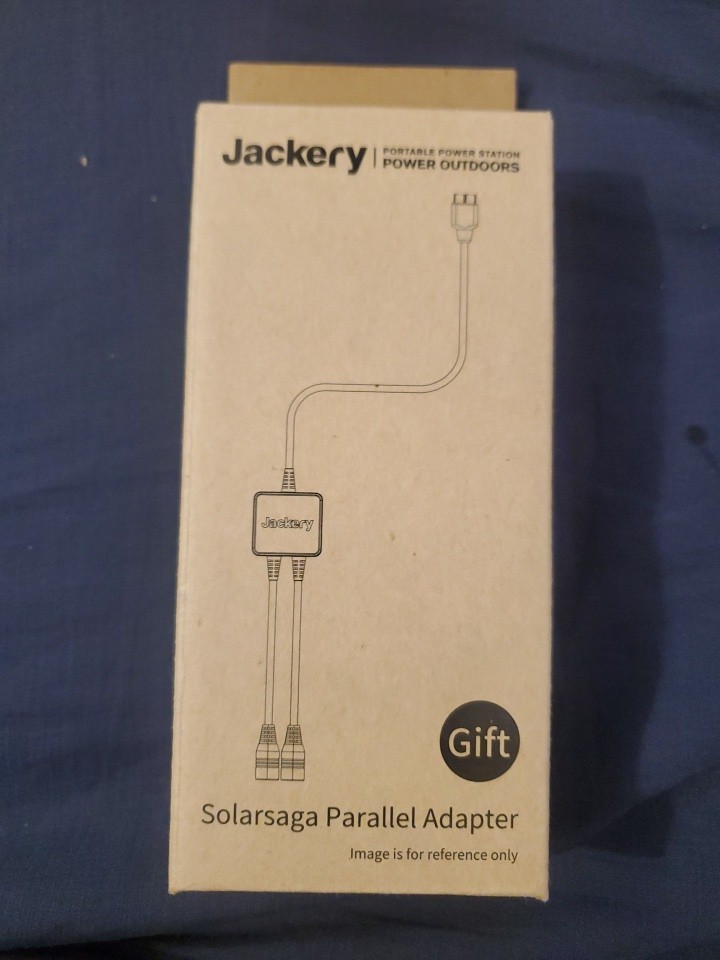 Jackery
PORTABLE POWER STATION
POWER OUTDOORS
Jackery
Gift
Solarsaga Parallel Adapter
Image is for reference only